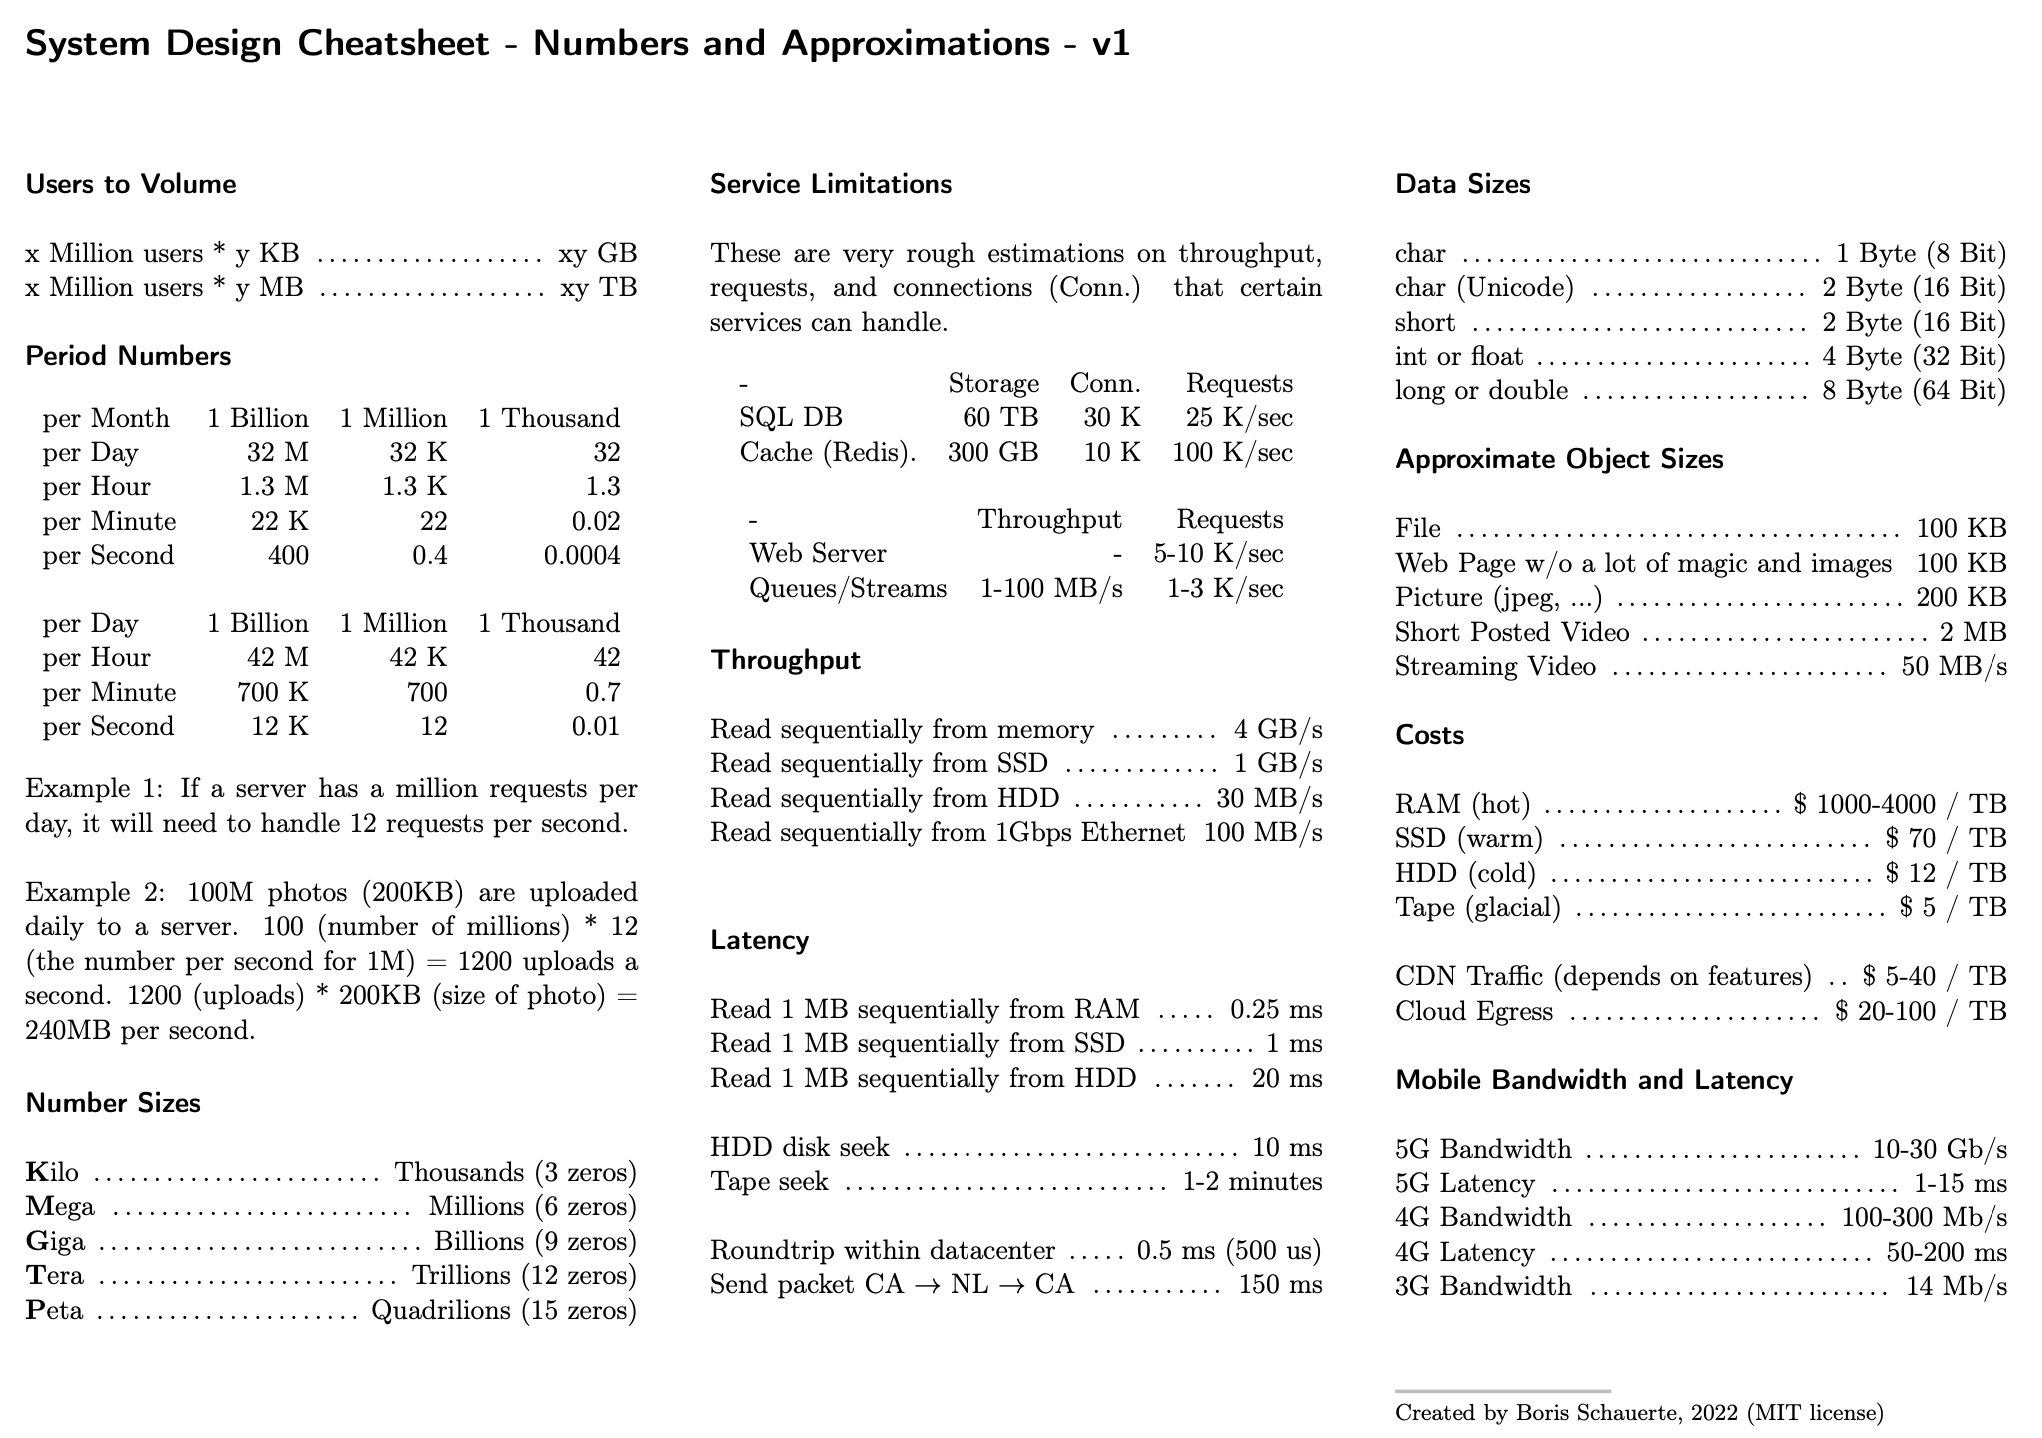 System Design Cheatsheet - Numbers and Approximations - v1
Users to Volume
x Million users * y KB ................... xy GB
x Million users * y MB ................... xy TB
Period Numbers
per Month 1 Billion 1 Million 1 Thousand
per Day 32 M 32 K 32
per Hour 1.3 M 1.3 K 1.3
per Minute 22 K 22 0.02
per Second 400 0.4 0.0004
per Day 1 Billion 1 Million 1 Thousand
per Hour 42 M 42 K 42
per Minute 700 K 700 0.7
per Second 12 K 12 0.01
Example 1: If a server has a million requests per
day, it will need to handle 12 requests per second.
Example 2: 100M photos (200KB) are uploaded
daily to a server. 100 (number of millions) * 12
(the number per second for 1M) = 1200 uploads a
second. 1200 (uploads) * 200KB (size of photo) =
240MB per second.
Number Sizes
Kilo ........................ Thousands (3 zeros)
Mega ......................... Millions (6 zeros)
Giga ........................... Billions (9 zeros)
Tera ......................... Trillions (12 zeros)
Peta ...................... Quadrilions (15 zeros)
Service Limitations
These are very rough estimations on throughput,
requests, and connections (Conn.) that certain
services can handle.
- Storage Conn. Requests
SQL DB 60 TB 30 K 25 K/sec
Cache (Redis). 300 GB 10 K 100 K/sec
- Throughput Requests
Web Server - 5-10 K/sec
Queues/Streams 1-100 MB/s 1-3 K/sec
Throughput
Read sequentially from memory ......... 4 GB/s
Read sequentially from SSD ............. 1 GB/s
Read sequentially from HDD ........... 30 MB/s
Read sequentially from 1Gbps Ethernet 100 MB/s
Latency
Read 1 MB sequentially from RAM ..... 0.25 ms
Read 1 MB sequentially from SSD .......... 1 ms
Read 1 MB sequentially from HDD ....... 20 ms
HDD disk seek ............................ 10 ms
Tape seek ........................... 1-2 minutes
Roundtrip within datacenter ..... 0.5 ms (500 us)
Send packet CA → NL → CA ........... 150 ms
Data Sizes
char .............................. 1 Byte (8 Bit)
char (Unicode) .................. 2 Byte (16 Bit)
short ............................ 2 Byte (16 Bit)
int or float ....................... 4 Byte (32 Bit)
long or double ................... 8 Byte (64 Bit)
Approximate Object Sizes
File ..................................... 100 KB
Web Page w/o a lot of magic and images 100 KB
Picture (jpeg, ...) ........................ 200 KB
Short Posted Video ........................ 2 MB
Streaming Video ....................... 50 MB/s
Costs
RAM (hot) .................... $ 1000-4000 / TB
SSD (warm) .......................... $ 70 / TB
HDD (cold) ........................... $ 12 / TB
Tape (glacial) .......................... $ 5 / TB
CDN Traffic (depends on features) .. $ 5-40 / TB
Cloud Egress ..................... $ 20-100 / TB
Mobile Bandwidth and Latency
5G Bandwidth ....................... 10-30 Gb/s
5G Latency ............................. 1-15 ms
4G Bandwidth .................... 100-300 Mb/s
4G Latency ........................... 50-200 ms
3G Bandwidth ......................... 14 Mb/s
Created by Boris Schauerte, 2022 (MIT license)